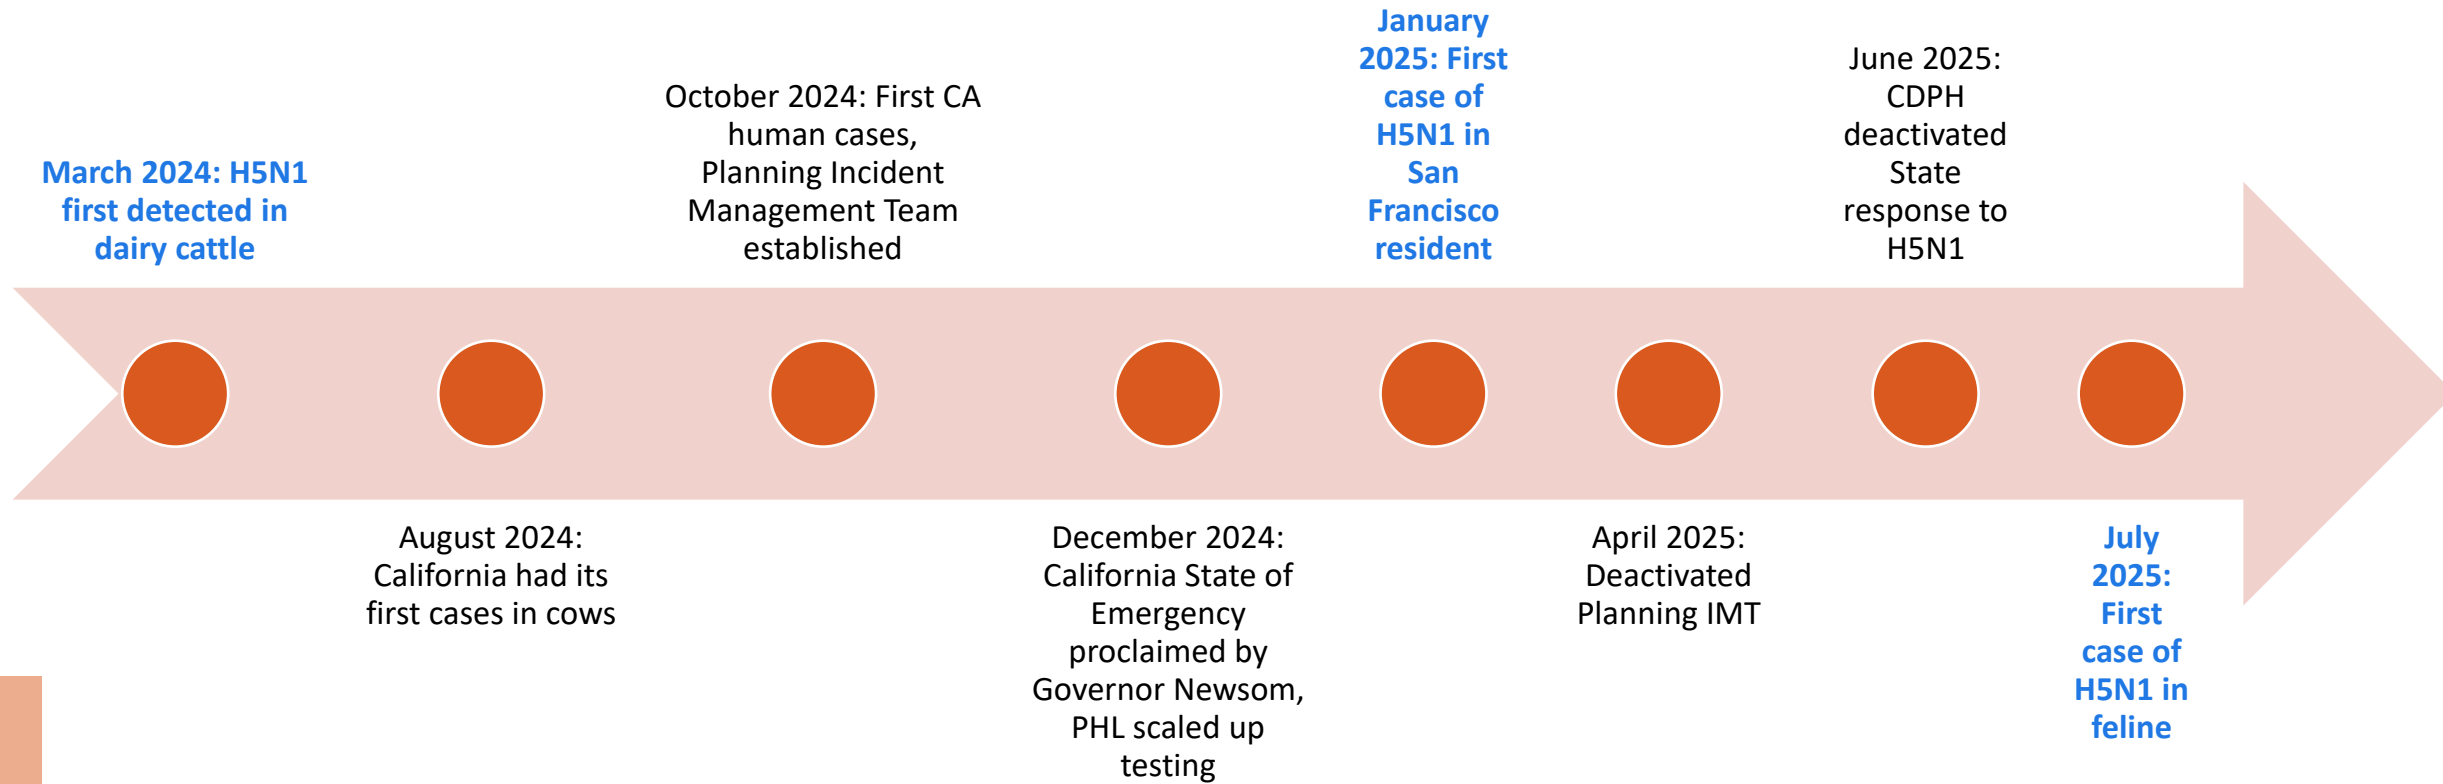 March 2024: H5N1
first detected in
dairy cattle
August 2024:
California had its
first cases in cows
October 2024: First CA
human cases,
Planning Incident
Management Team
established
December 2024:
California State of
Emergency
proclaimed by
Governor Newsom,
PHL scaled up
testing
January
2025: First
case of
H5N1 in
San
Francisco
resident
April 2025:
Deactivated
Planning IMT
June 2025:
CDPH
deactivated
State
response to
H5N1
July
2025:
First
case of
H5N1 in
feline